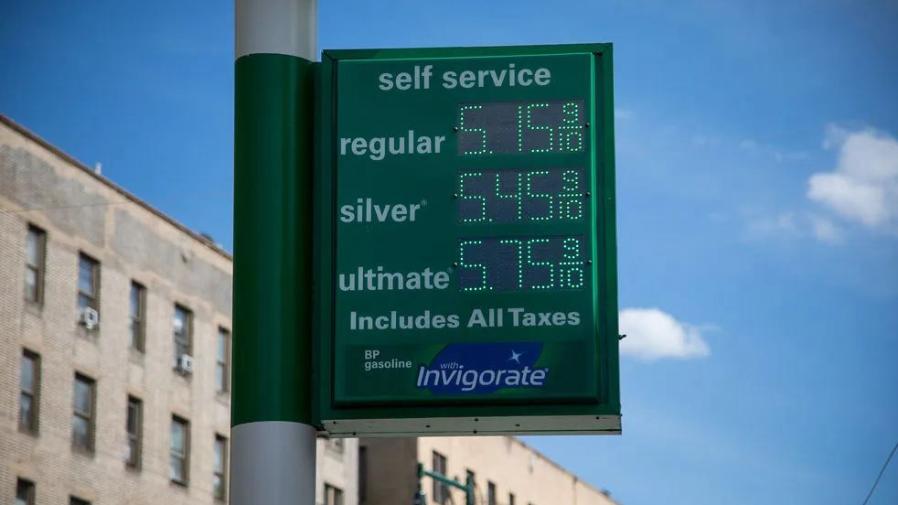 self service
regular 5.15 9/10
silver® 5.45 9/10
ultimate 5.75 9/10
Includes All Taxes
BP
gasoline
with
Invigorate®